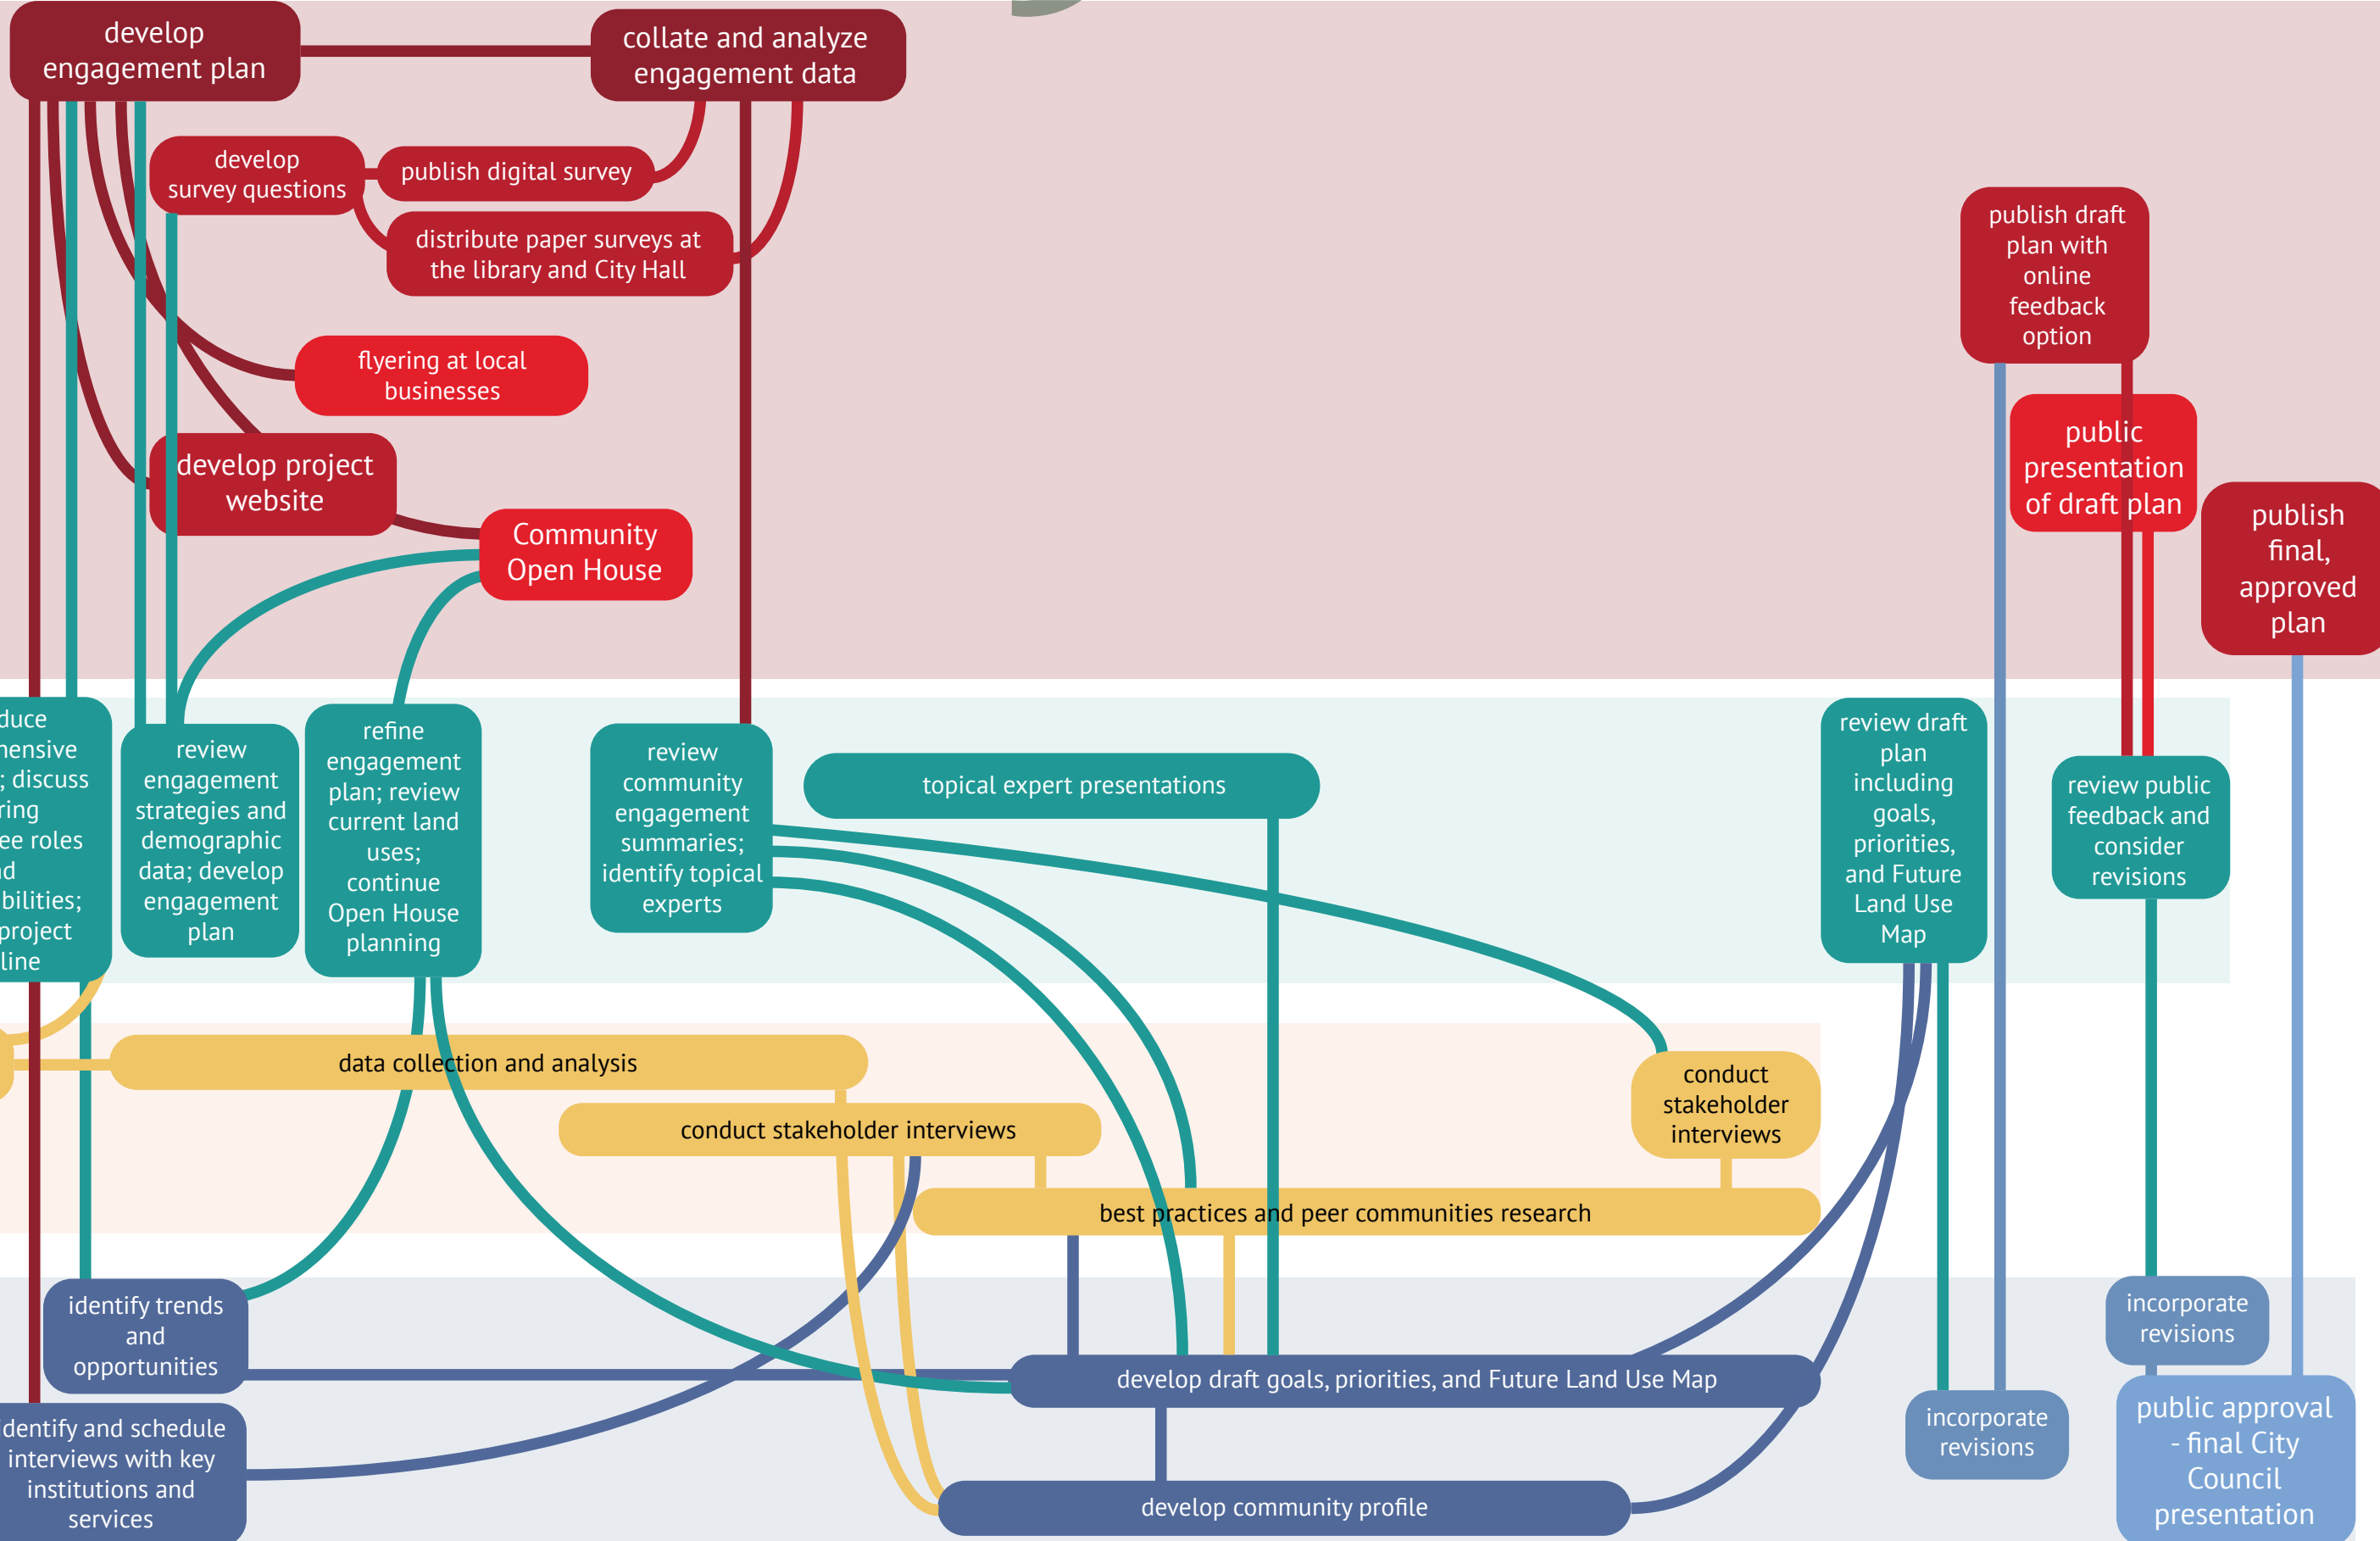 develop
engagement plan
collate and analyze
engagement data
develop
survey questions
publish digital survey
distribute paper surveys at
the library and City Hall
flyering at local
businesses
develop project
website
Community
Open House
publish draft
plan with
online
feedback
option
public
presentation
of draft plan
publish
final,
approved
plan
duce
ensive
; discuss
ring
ee roles
d
bilities;
project
line
review
engagement
strategies and
demographic
data; develop
engagement
plan
refine
engagement
plan; review
current land
uses;
continue
Open House
planning
review
community
engagement
summaries;
identify topical
experts
topical expert presentations
review draft
plan
including
goals,
priorities,
and Future
Land Use
Map
review public
feedback and
consider
revisions
data collection and analysis
conduct stakeholder interviews
conduct
stakeholder
interviews
best practices and peer communities research
identify trends
and
opportunities
identify and schedule
interviews with key
institutions and
services
develop draft goals, priorities, and Future Land Use Map
develop community profile
incorporate
revisions
incorporate
revisions
public approval
- final City
Council
presentation